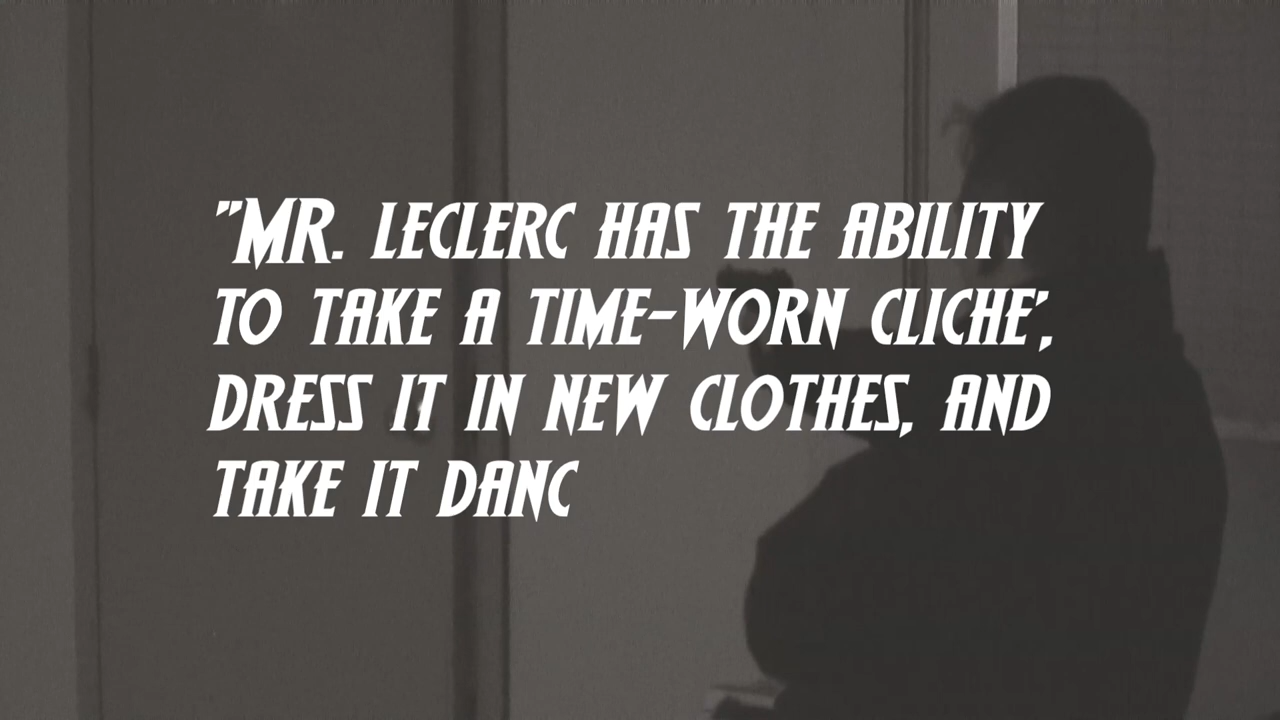 "MR. LECLERC HAS THE ABILITY
TO TAKE A TIME-WORN CLICHE',
DRESS IT IN NEW CLOTHES, AND
TAKE IT DANC